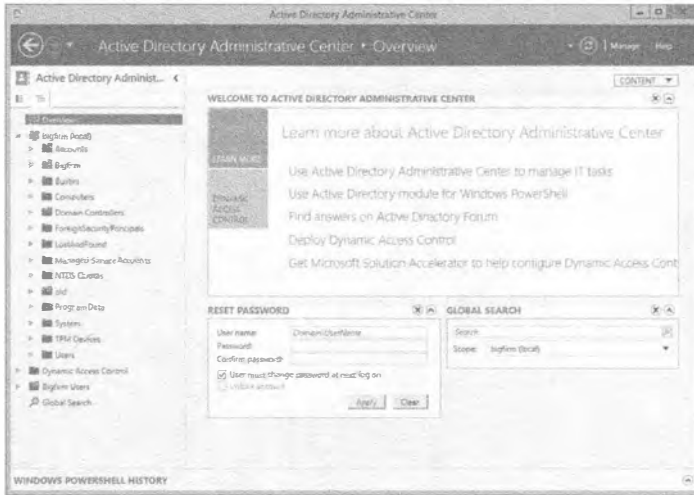 Active Directory Administrative Center
Active Directory Administrative Center • Overview
Manage Help
Active Directory Administ...
CONTENT
WELCOME TO ACTIVE DIRECTORY ADMINISTRATIVE CENTER
Overview
bigfirm (local)
Accounts
Bigfirm
Builtin
Computers
Domain Controllers
ForeignSecurityPrincipals
LostAndFound
Managed Service Accounts
NTDS Quotas
old
Program Data
System
TPM Devices
Users
Dynamic Access Control
Bigfirm Users
Global Search
LEARN MORE
DYNAMIC ACCESS CONTROL
Learn more about Active Directory Administrative Center
Use Active Directory Administrative Center to manage IT tasks
Use Active Directory module for Windows PowerShell
Find answers on Active Directory Forum
Deploy Dynamic Access Control
Get Microsoft Solution Accelerator to help configure Dynamic Access Cont
RESET PASSWORD
User name: Domain\UserName
Password:
Confirm password:
User must change password at next log on
Unlock account
Apply Clear
GLOBAL SEARCH
Search
Scope: bigfirm (local)
WINDOWS POWERSHELL HISTORY